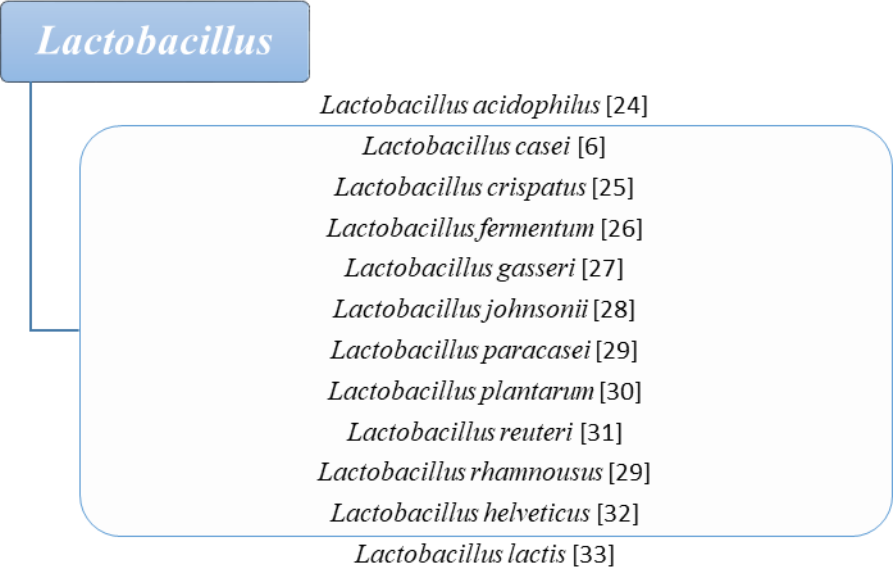 Lactobacillus
Lactobacillus acidophilus [24]
Lactobacillus casei [6]
Lactobacillus crispatus [25]
Lactobacillus fermentum [26]
Lactobacillus gasseri [27]
Lactobacillus johnsonii [28]
Lactobacillus paracasei [29]
Lactobacillus plantarum [30]
Lactobacillus reuteri [31]
Lactobacillus rhamnousus [29]
Lactobacillus helveticus [32]
Lactobacillus lactis [33]